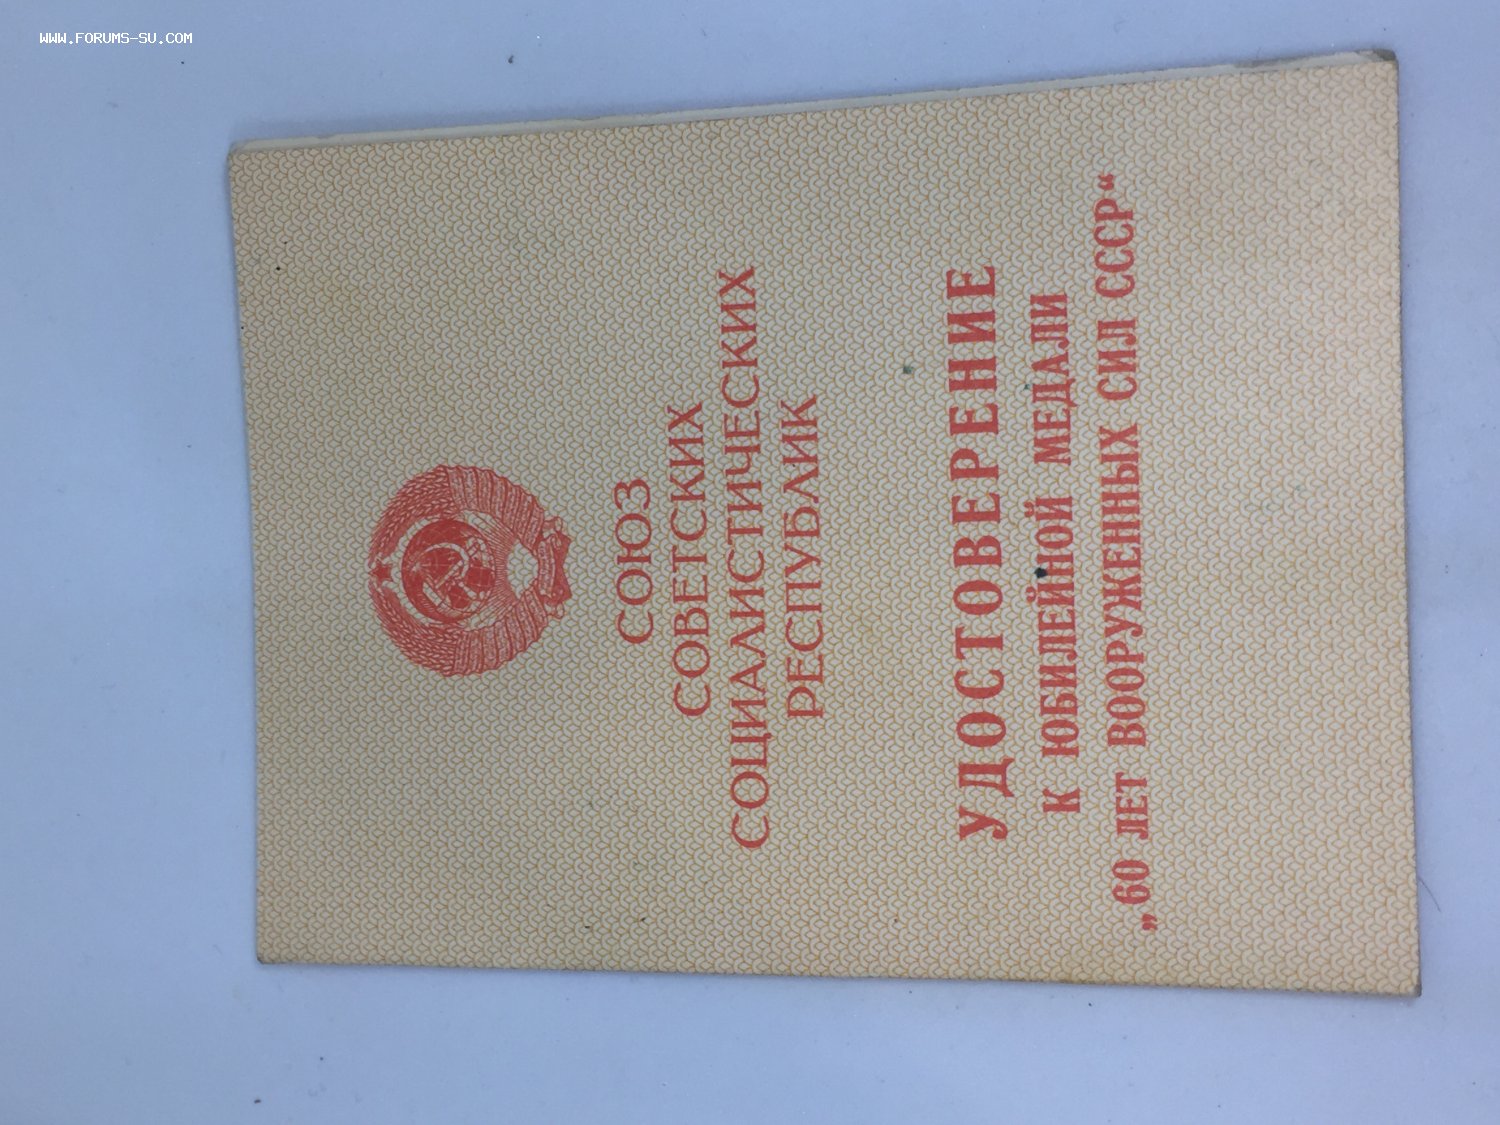 WWW.FORUMS-SU.COM
СОЮЗ
СОВЕТСКИХ
СОЦИАЛИСТИЧЕСКИХ
РЕСПУБЛИК
УДОСТОВЕРЕНИЕ
К ЮБИЛЕЙНОЙ МЕДАЛИ
„60 ЛЕТ ВООРУЖЕННЫХ СИЛ СССР“